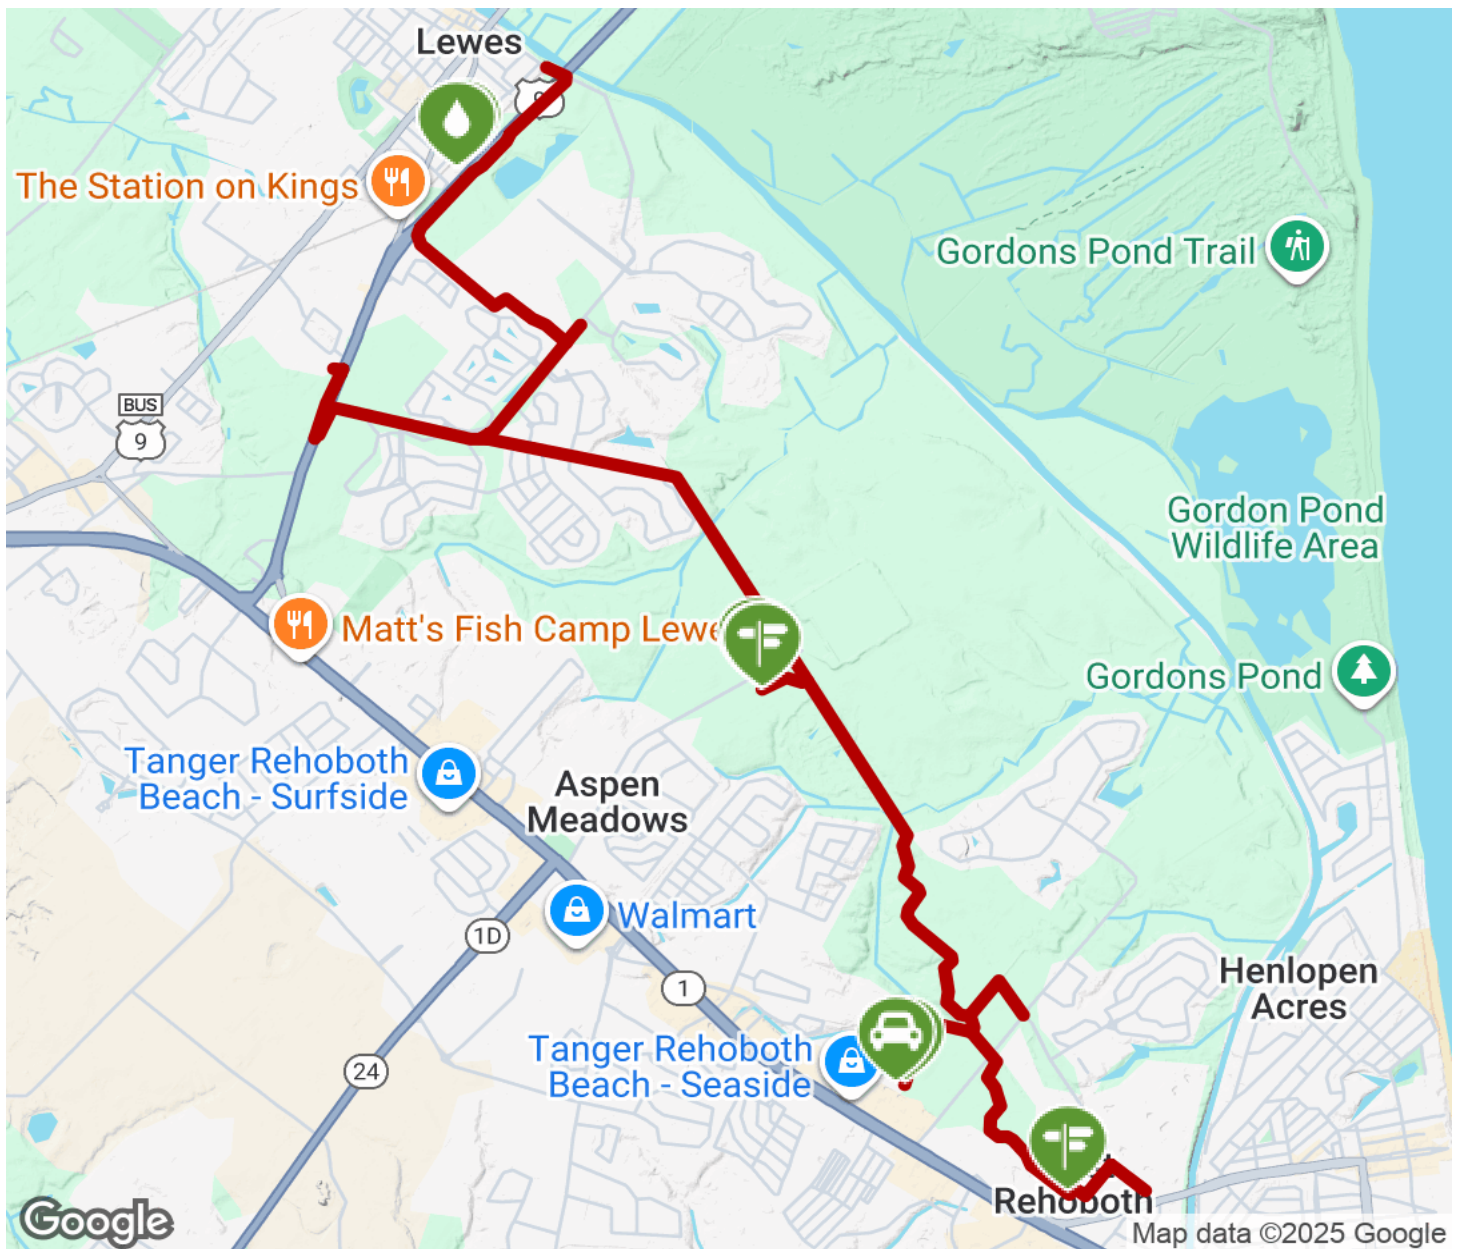 Lewes
9
The Station on Kings
Gordons Pond Trail
BUS
9
Gordon Pond
Wildlife Area
Matt's Fish Camp Lewe
Gordons Pond
Tanger Rehoboth
Beach - Surfside
Aspen
Meadows
Walmart
1D
1
Henlopen
Acres
Tanger Rehoboth
Beach - Seaside
24
Rehoboth
Google
Map data ©2025 Google